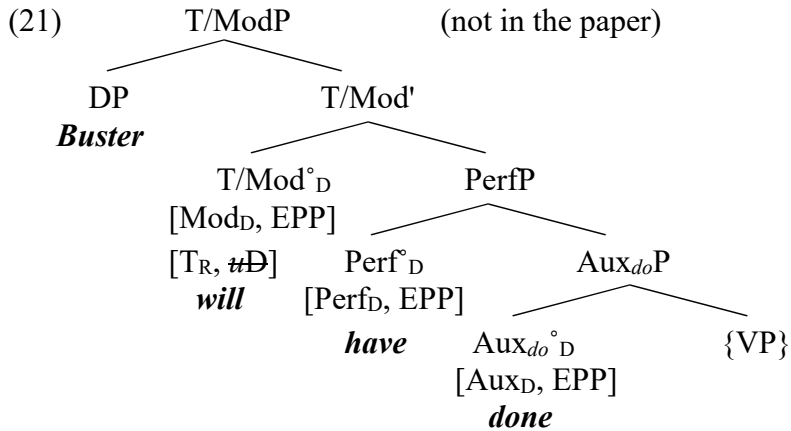 (21) T/ModP (not in the paper)
DP T/Mod'
Buster
T/Mod°D PerfP
[ModD, EPP]
[TR, uD] Perf°D AuxdoP
will [PerfD, EPP]
have Auxdo°D {VP}
[AuxD, EPP]
done